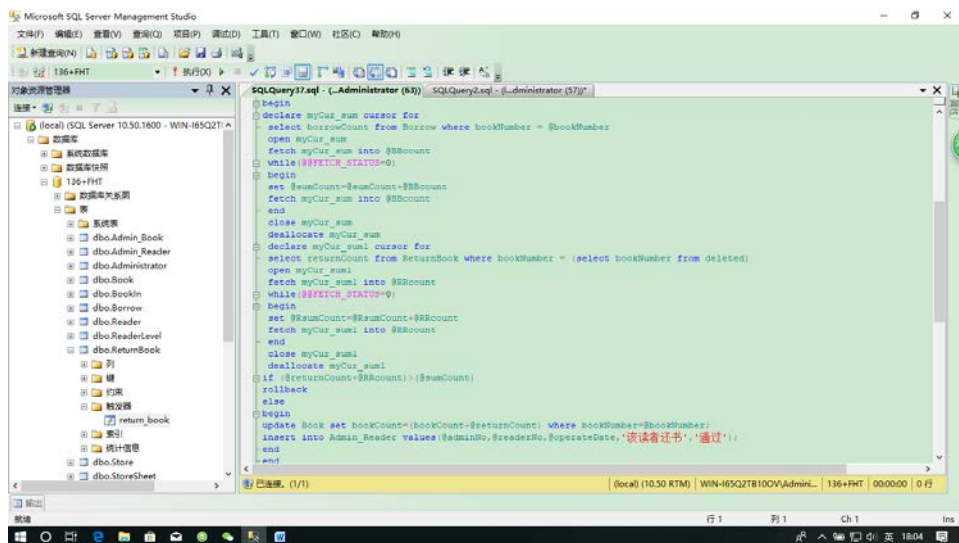 Microsoft SQL Server Management Studio
文件(F) 编辑(E) 查看(V) 查询(Q) 项目(P) 调试(D) 工具(T) 窗口(W) 社区(C) 帮助(H)
新建查询(N)
136+FHT 执行(X)
对象资源管理器
连接
(local) (SQL Server 10.50.1600 - WIN-I65Q2T
数据库
系统数据库
数据库快照
136+FHT
数据库关系图
表
系统表
dbo.Admin_Book
dbo.Admin_Reader
dbo.Administrator
dbo.Book
dbo.BookIn
dbo.Borrow
dbo.Reader
dbo.ReaderLevel
dbo.ReturnBook
列
键
约束
触发器
return_book
索引
统计信息
dbo.Store
dbo.StoreSheet
SQLQuery37.sql - (...Administrator (63)) SQLQuery2.sql - (l...dministrator (57))*
begin
declare myCur_sum cursor for
select borrowCount from Borrow where bookNumber = @bookNumber
open myCur_sum
fetch myCur_sum into @BBcount
while(@@FETCH_STATUS=0)
begin
set @sumCount=@sumCount+@BBcount
fetch myCur_sum into @BBcount
end
close myCur_sum
deallocate myCur_sum
declare myCur_sum1 cursor for
select returnCount from ReturnBook where bookNumber = (select bookNumber from deleted)
open myCur_sum1
fetch myCur_sum1 into @RRcount
while(@@FETCH_STATUS=0)
begin
set @RsumCount=@RsumCount+@RRcount
fetch myCur_sum1 into @RRcount
end
close myCur_sum1
deallocate myCur_sum1
if (@returnCount+@RRcount)>(@sumCount)
rollback
else
begin
update Book set bookCount=(bookCount+@returnCount) where bookNumber=@bookNumber;
insert into Admin_Reader values(@adminNo,@readerNo,@operateDate,'该读者还书','通过');
end
end
已连接。(1/1) (local) (10.50 RTM) WIN-I65Q2TB10OV\Admini... 136+FHT 00:00:00 0 行
输出
就绪 行 1 列 1 Ch 1 Ins
英 18:04